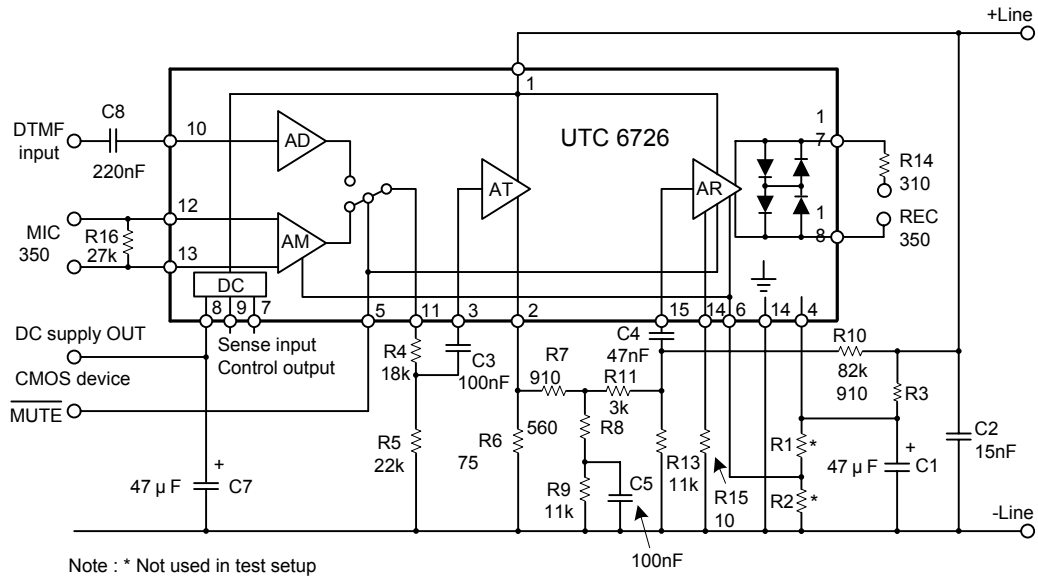 +Line
1
C8
DTMF
input
220nF
10
AD
UTC 6726
1
7
R14
310
AT
AR
MIC
350
R16
27k
12
13
AM
1
8
REC
350
DC
8
9
7
5
11
3
2
15
14
6
14
4
DC supply OUT
CMOS device
Sense input
Control output
MUTE
R4
18k
C3
100nF
C4
47nF
R10
82k
910
R3
R7
910
R11
3k
R8
560
R5
22k
R6
75
R13
11k
R15
10
R1 *
R2 *
47 μF
+
C1
C2
15nF
47 μF
+
C7
R9
11k
C5
100nF
-Line
Note : * Not used in test setup